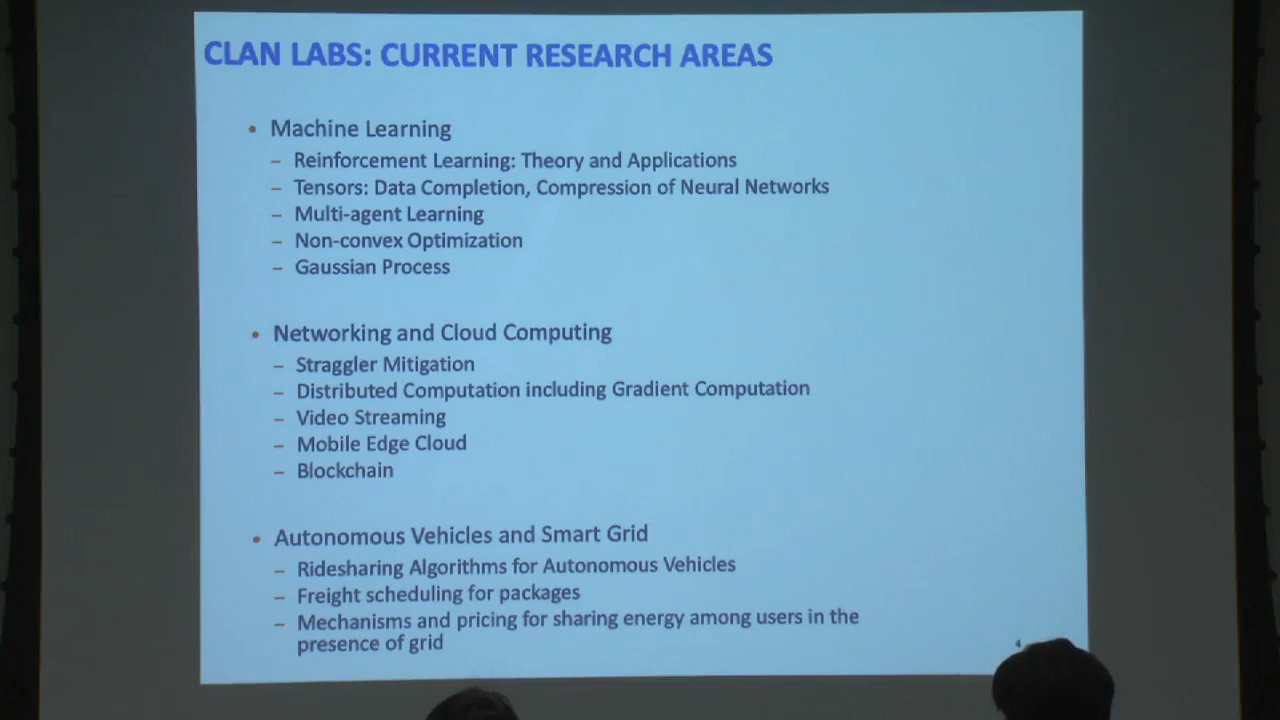 CLAN LABS: CURRENT RESEARCH AREAS
• Machine Learning
– Reinforcement Learning: Theory and Applications
– Tensors: Data Completion, Compression of Neural Networks
– Multi-agent Learning
– Non-convex Optimization
– Gaussian Process
• Networking and Cloud Computing
– Straggler Mitigation
– Distributed Computation including Gradient Computation
– Video Streaming
– Mobile Edge Cloud
– Blockchain
• Autonomous Vehicles and Smart Grid
– Ridesharing Algorithms for Autonomous Vehicles
– Freight scheduling for packages
– Mechanisms and pricing for sharing energy among users in the
presence of grid
4